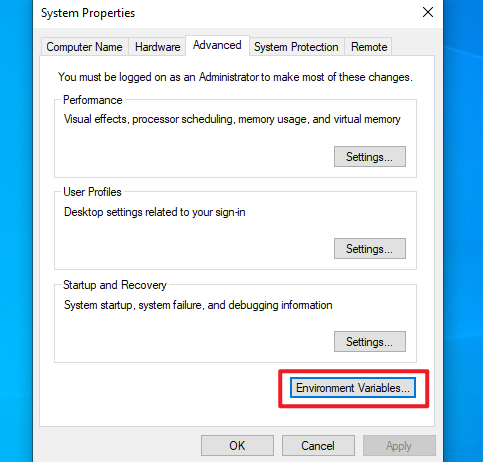 System Properties
Computer Name
Hardware
Advanced
System Protection
Remote
You must be logged on as an Administrator to make most of these changes.
Performance
Visual effects, processor scheduling, memory usage, and virtual memory
Settings...
User Profiles
Desktop settings related to your sign-in
Settings...
Startup and Recovery
System startup, system failure, and debugging information
Settings...
Environment Variables...
OK
Cancel
Apply